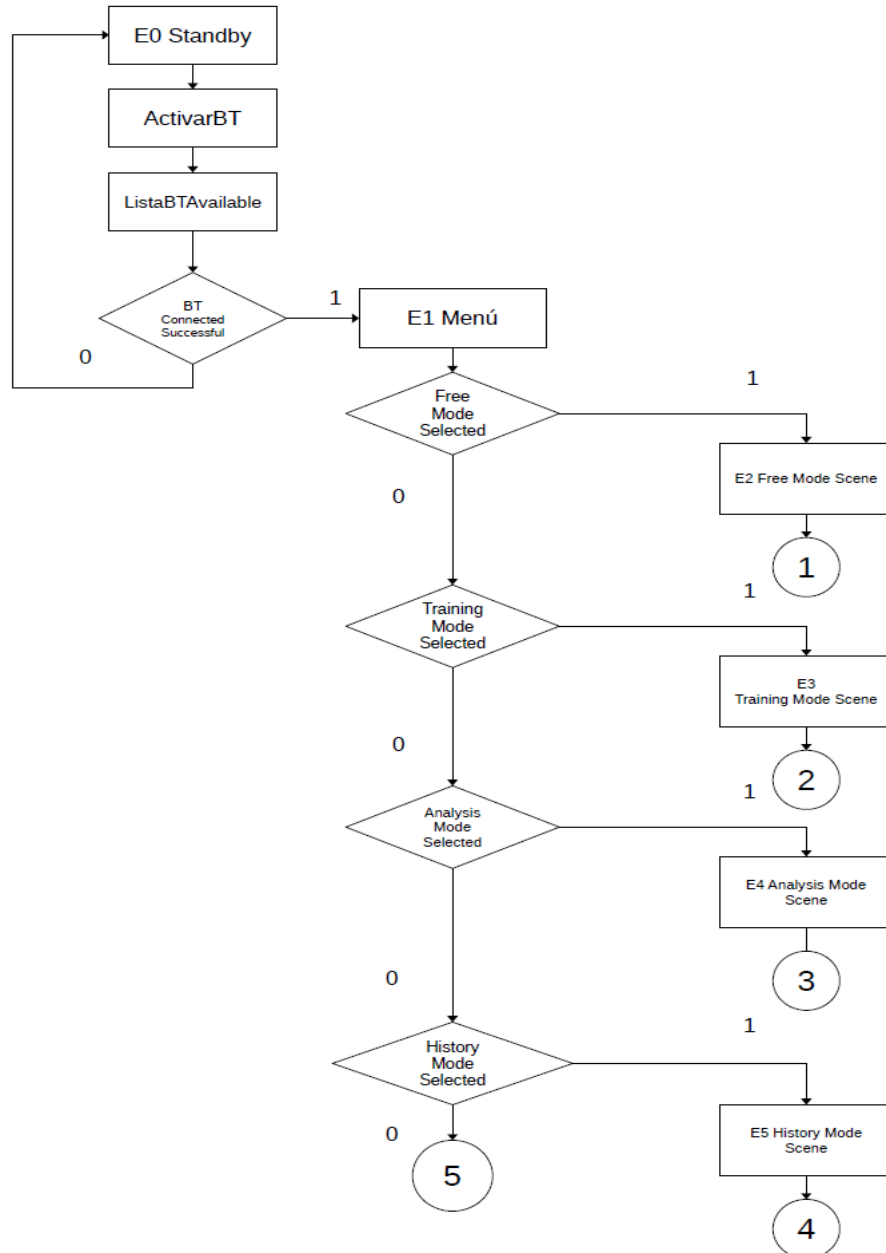 E0 Standby
ActivarBT
ListaBTAvailable
BT
Connected
Successful
1
0
E1 Menú
Free
Mode
Selected
1
0
E2 Free Mode Scene
1
Training
Mode
Selected
1
0
E3
Training Mode Scene
2
Analysis
Mode
Selected
1
0
E4 Analysis Mode
Scene
3
History
Mode
Selected
1
0
E5 History Mode
Scene
5
4